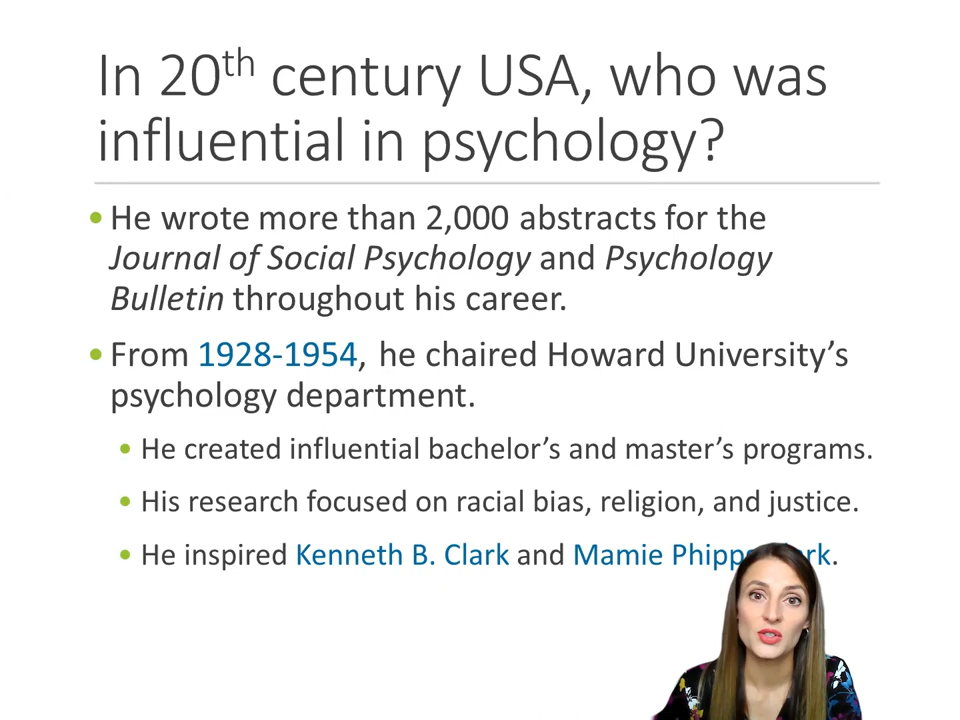 In 20th century USA, who was
influential in psychology?
• He wrote more than 2,000 abstracts for the
Journal of Social Psychology and Psychology
Bulletin throughout his career.
• From 1928-1954, he chaired Howard University’s
psychology department.
• He created influential bachelor’s and master’s programs.
• His research focused on racial bias, religion, and justice.
• He inspired Kenneth B. Clark and Mamie